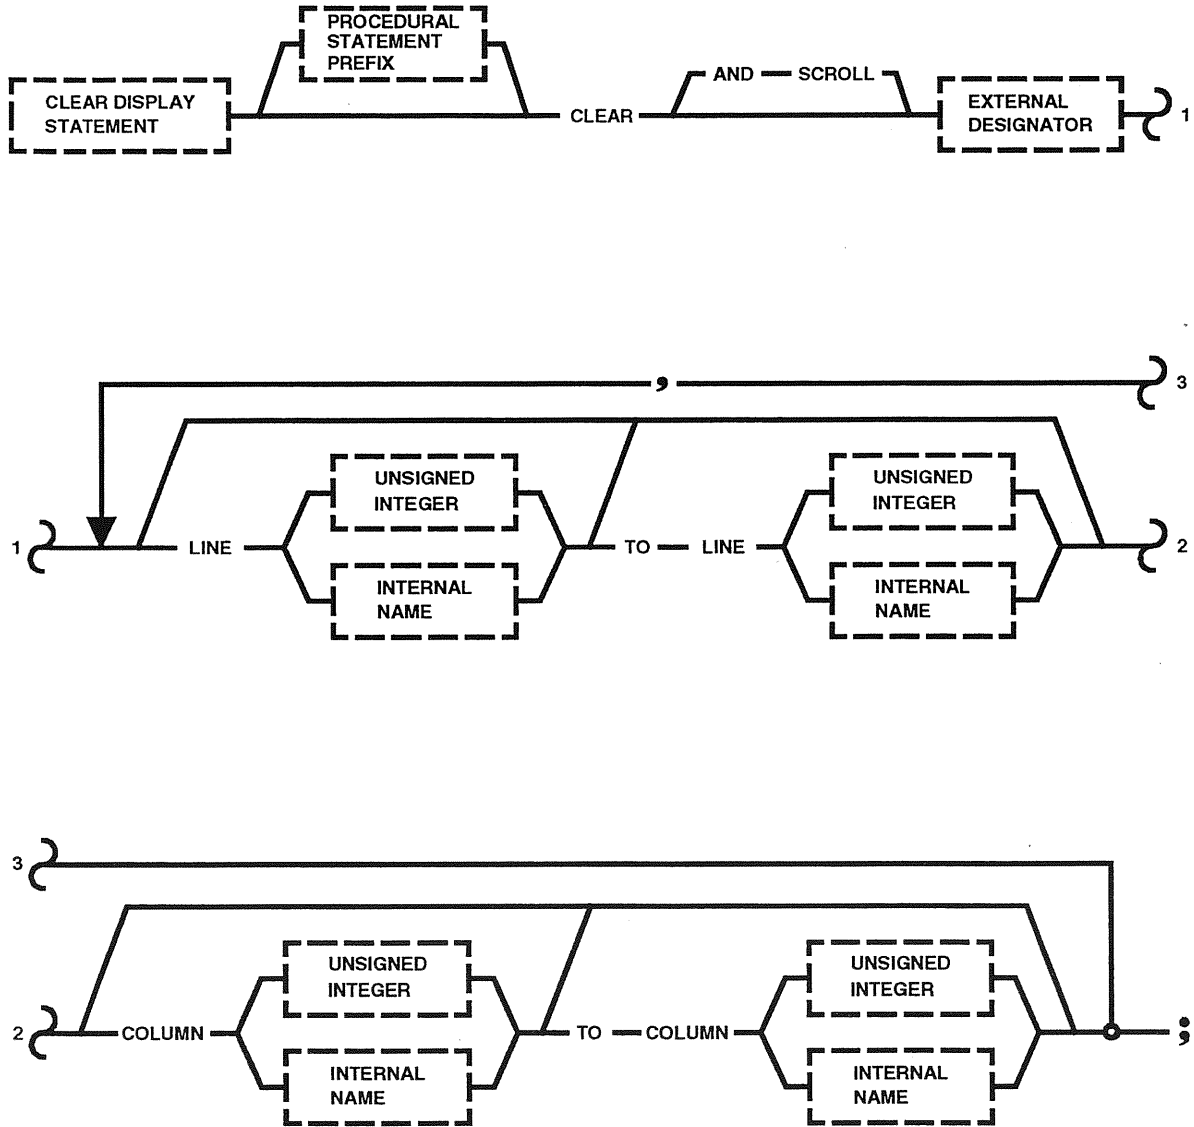 PROCEDURAL
STATEMENT
PREFIX
CLEAR DISPLAY
STATEMENT
CLEAR
AND SCROLL
EXTERNAL
DESIGNATOR
1
, 3
UNSIGNED
INTEGER
UNSIGNED
INTEGER
1 LINE TO LINE 2
INTERNAL
NAME
INTERNAL
NAME
3
UNSIGNED
INTEGER
UNSIGNED
INTEGER
2 COLUMN TO COLUMN ;
INTERNAL
NAME
INTERNAL
NAME